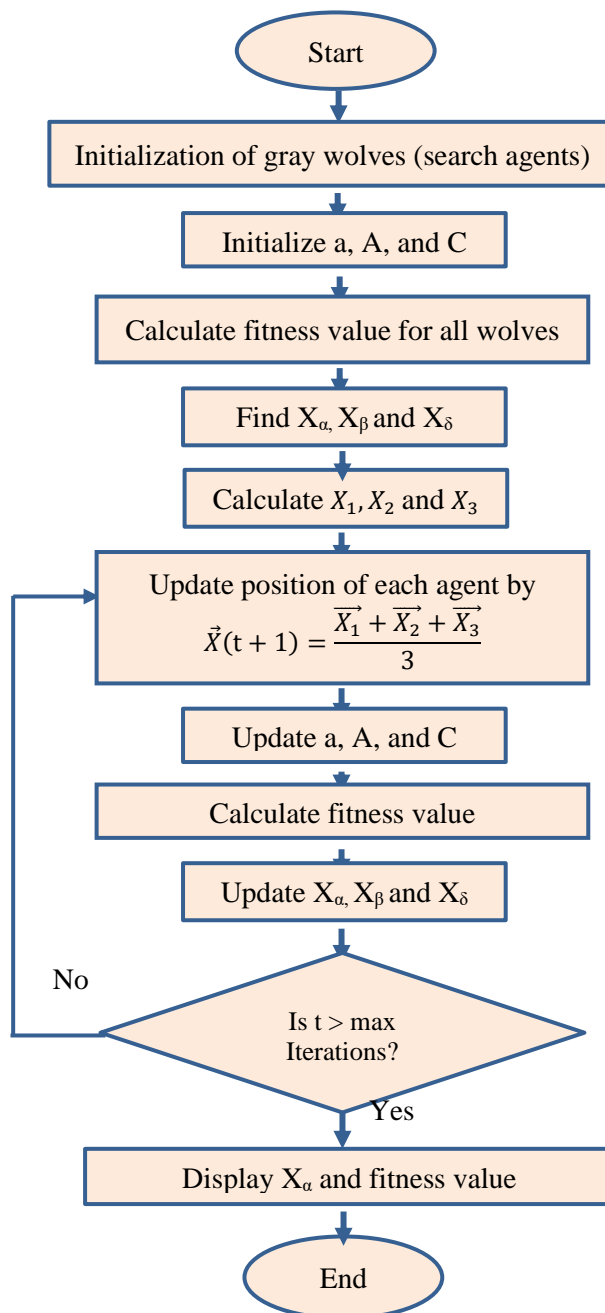 Start
Initialization of gray wolves (search agents)
Initialize a, A, and C
Calculate fitness value for all wolves
Find Xα, Xβ and Xδ
Calculate X₁, X₂ and X₃
Update position of each agent by
X⃗(t + 1) = (X₁⃗ + X₂⃗ + X₃⃗) / 3
Update a, A, and C
Calculate fitness value
Update Xα, Xβ and Xδ
No
Is t > max
Iterations?
Yes
Display Xα and fitness value
End